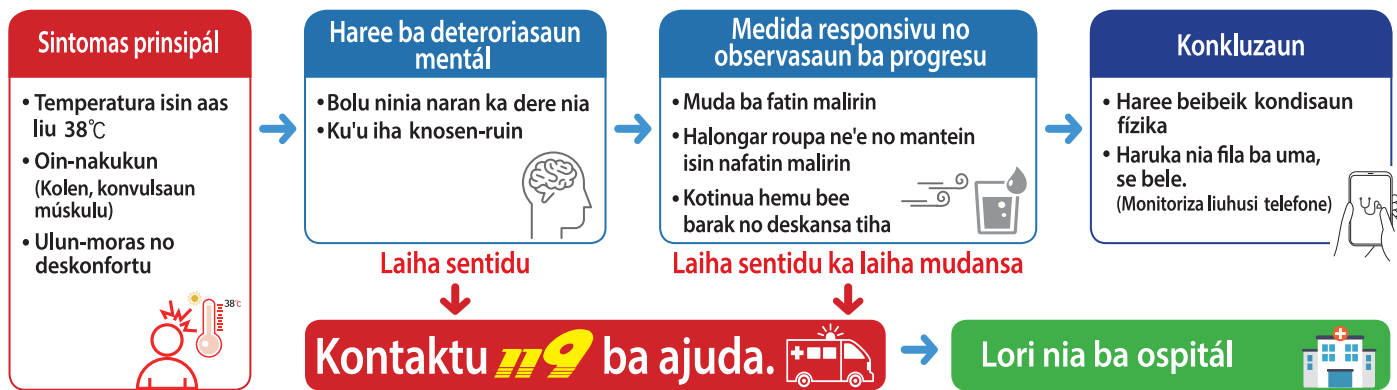 Sintomas prinsipál
• Temperatura isin aas
liu 38℃
• Oin-nakukun
(Kolen, konvulsaun
múskulu)
• Ulun-moras no
deskonfortu
38℃
Haree ba deterioriasaun
mentál
• Bolu ninia naran ka dere nia
• Ku'u iha knosen-ruin
Laiha sentidu
Medida responsivu no
observasaun ba progresu
• Muda ba fatin malirin
• Halongar roupa ne'e no mantein
isin nafatin malirin
• Kotinua hemu bee
barak no deskansa tiha
Laiha sentidu ka laiha mudansa
Konkluzaun
• Haree beibeik kondisaun
fízika
• Haruka nia fila ba uma,
se bele.
(Monitoriza liuhusi telefone)
Kontaktu 119 ba ajuda.
Lori nia ba ospitál